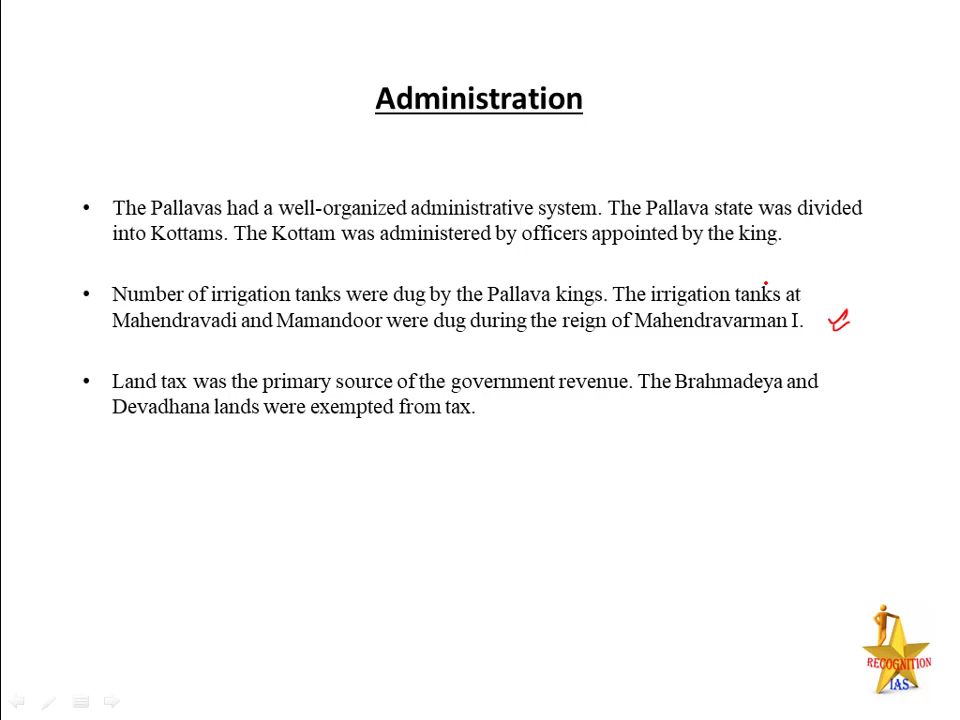 Administration
• The Pallavas had a well-organized administrative system. The Pallava state was divided
into Kottams. The Kottam was administered by officers appointed by the king.
• Number of irrigation tanks were dug by the Pallava kings. The irrigation tanks at
Mahendravadi and Mamandoor were dug during the reign of Mahendravarman I.
• Land tax was the primary source of the government revenue. The Brahmadeya and
Devadhana lands were exempted from tax.
RECOGNITION
IAS